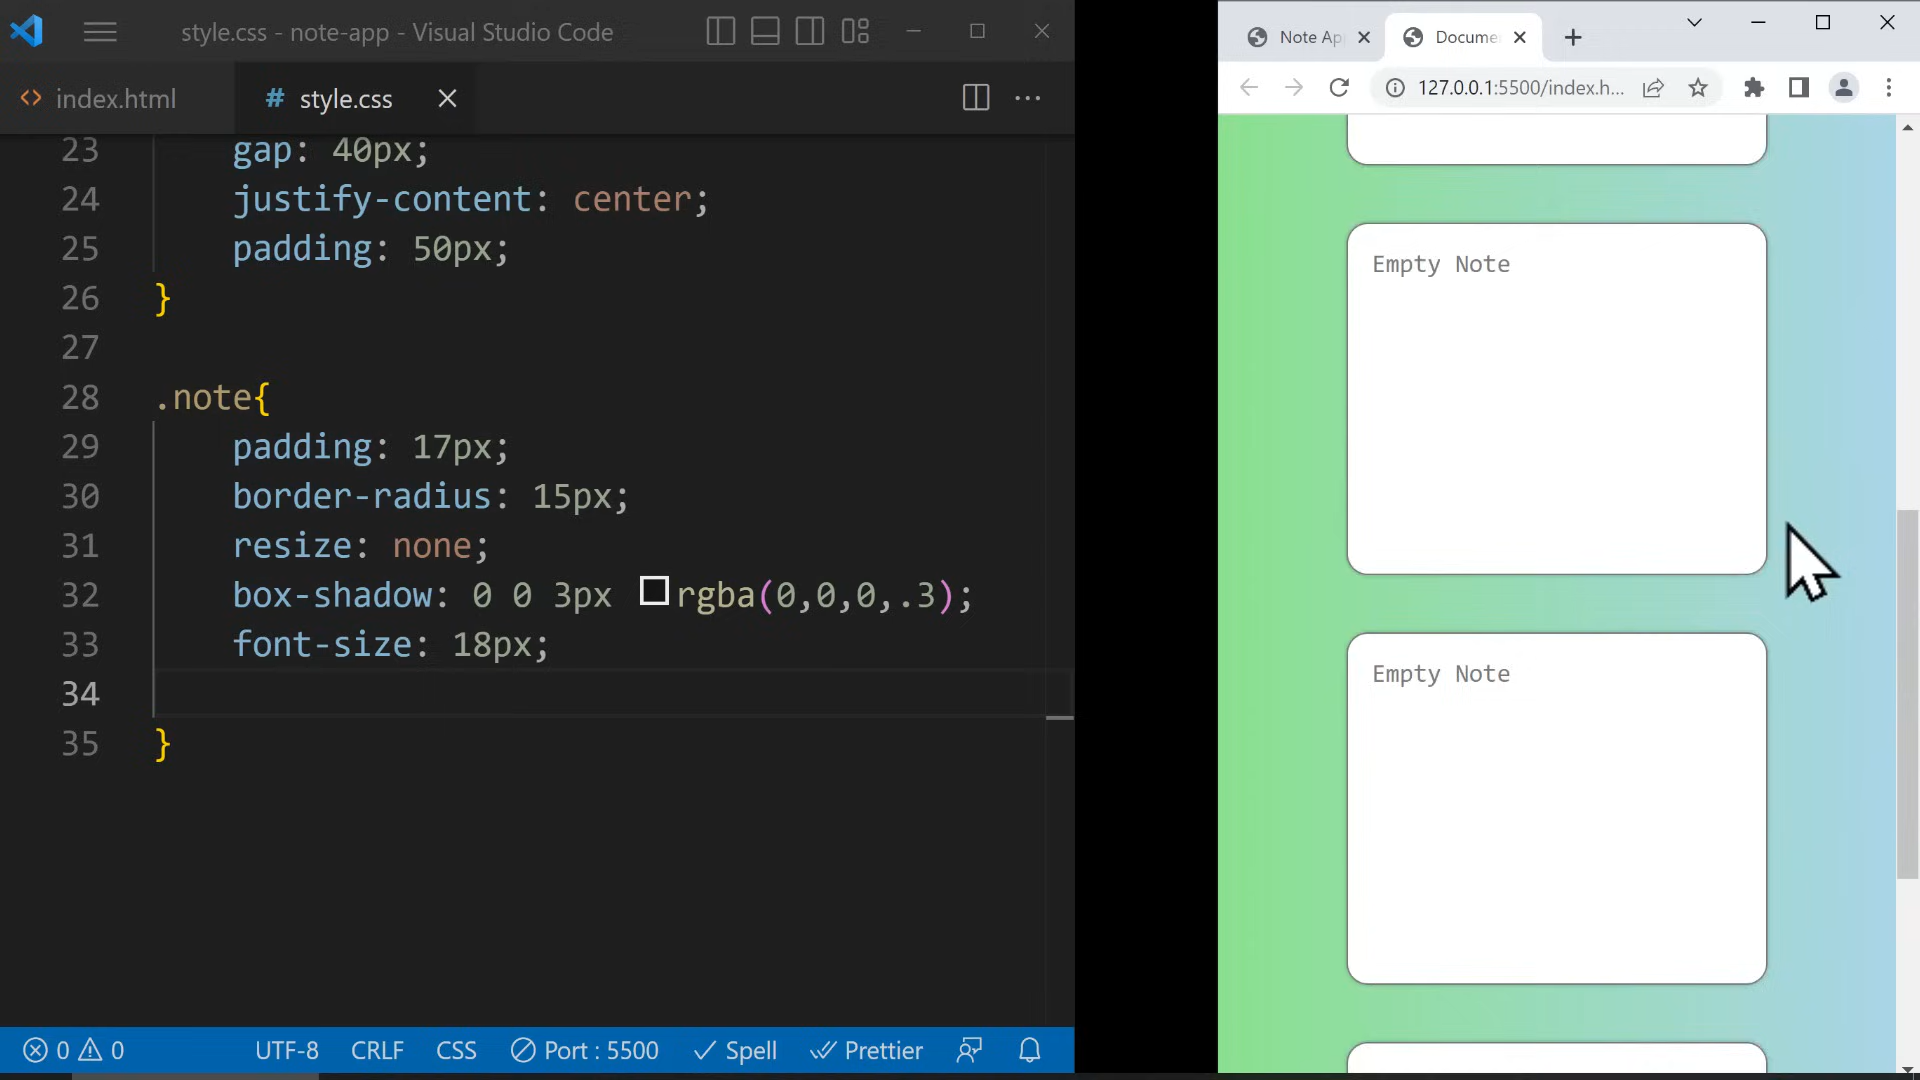 style.css - note-app - Visual Studio Code
index.html
# style.css
23 gap: 40px;
24 justify-content: center;
25 padding: 50px;
26 }
27
28 .note{
29 padding: 17px;
30 border-radius: 15px;
31 resize: none;
32 box-shadow: 0 0 3px rgba(0,0,0,.3);
33 font-size: 18px;
34
35 }
0 0 UTF-8 CRLF CSS Port : 5500 Spell Prettier
Note Ap
Docume
127.0.0.1:5500/index.h...
Empty Note
Empty Note